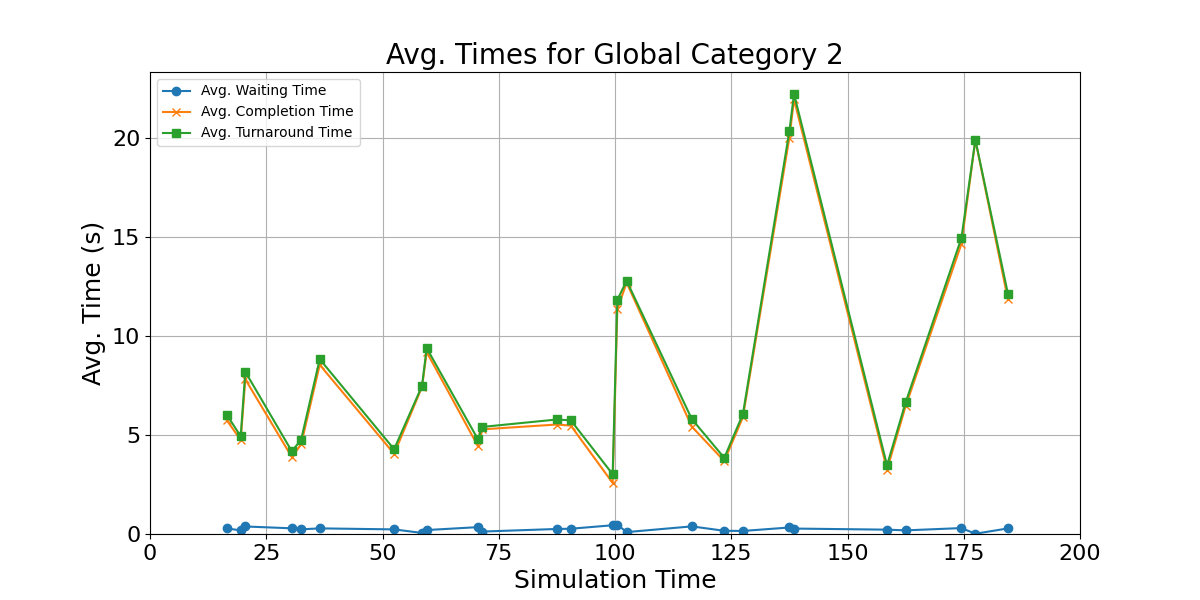 Avg. Times for Global Category 2
Avg. Waiting Time
Avg. Completion Time
Avg. Turnaround Time
Avg. Time (s)
20
15
10
5
0
0 25 50 75 100 125 150 175 200
Simulation Time